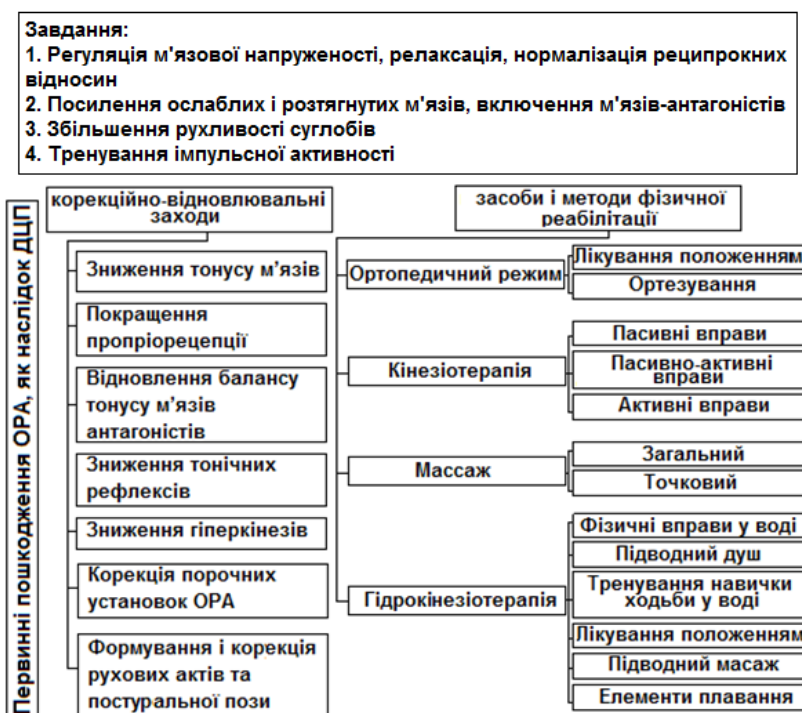 Завдання:
1. Регуляція м'язової напруженості, релаксація, нормалізація реципрокних
відносин
2. Посилення ослаблих і розтягнутих м'язів, включення м'язів-антагоністів
3. Збільшення рухливості суглобів
4. Тренування імпульсної активності
Первинні пошкодження ОРА, як наслідок ДЦП
корекційно-відновлювальні
заходи
Зниження тонусу м'язів
Покращення
пропріорецепції
Відновлення балансу
тонусу м'язів
антагоністів
Зниження тонічних
рефлексів
Зниження гіперкінезів
Корекція порочних
установок ОРА
Формування і корекція
рухових актів та
постуральної пози
засоби і методи фізичної
реабілітації
Ортопедичний режим
Лікування положенням
Ортезування
Кінезіотерапія
Пасивні вправи
Пасивно-активні
вправи
Активні вправи
Массаж
Загальний
Точковий
Гідрокінезіотерапія
Фізичні вправи у воді
Підводний душ
Тренування навички
ходьби у воді
Лікування положенням
Підводний масаж
Елементи плавання